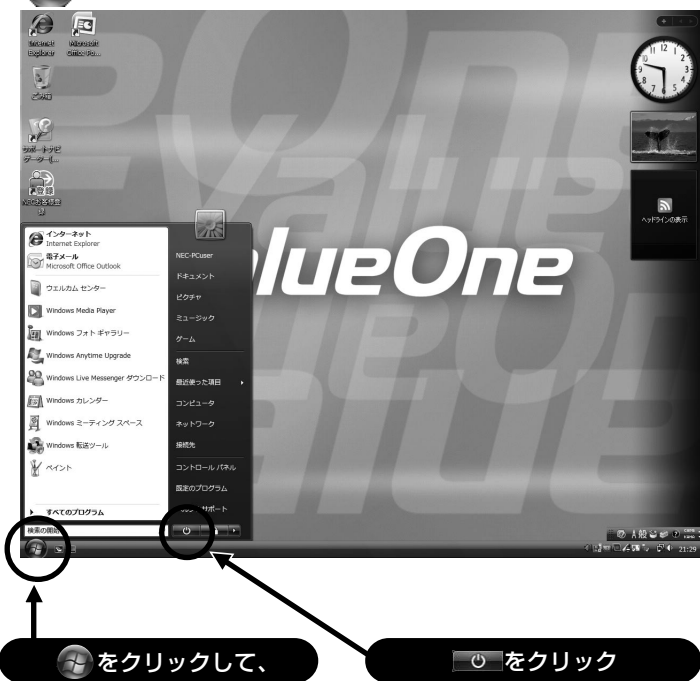 Internet
Explorer
Microsoft
Office Po...
ごみ箱
サポートナビ
ゲーター(...
登録
NECお客様登
録
ValueOne
ヘッドラインの表示
インターネット
Internet Explorer
電子メール
Microsoft Office Outlook
ウエルカム センター
Windows Media Player
Windows フォト ギャラリー
Windows Anytime Upgrade
Windows Live Messenger ダウンロード
Windows カレンダー
Windows ミーティング スペース
Windows 転送ツール
ペイント
すべてのプログラム
検索の開始
NEC-PCuser
ドキュメント
ピクチャ
ミュージック
ゲーム
検索
最近使った項目
コンピュータ
ネットワーク
接続先
コントロール パネル
既定のプログラム
サポート
A 般
CAPS
KANA
21:29
をクリックして、
をクリック